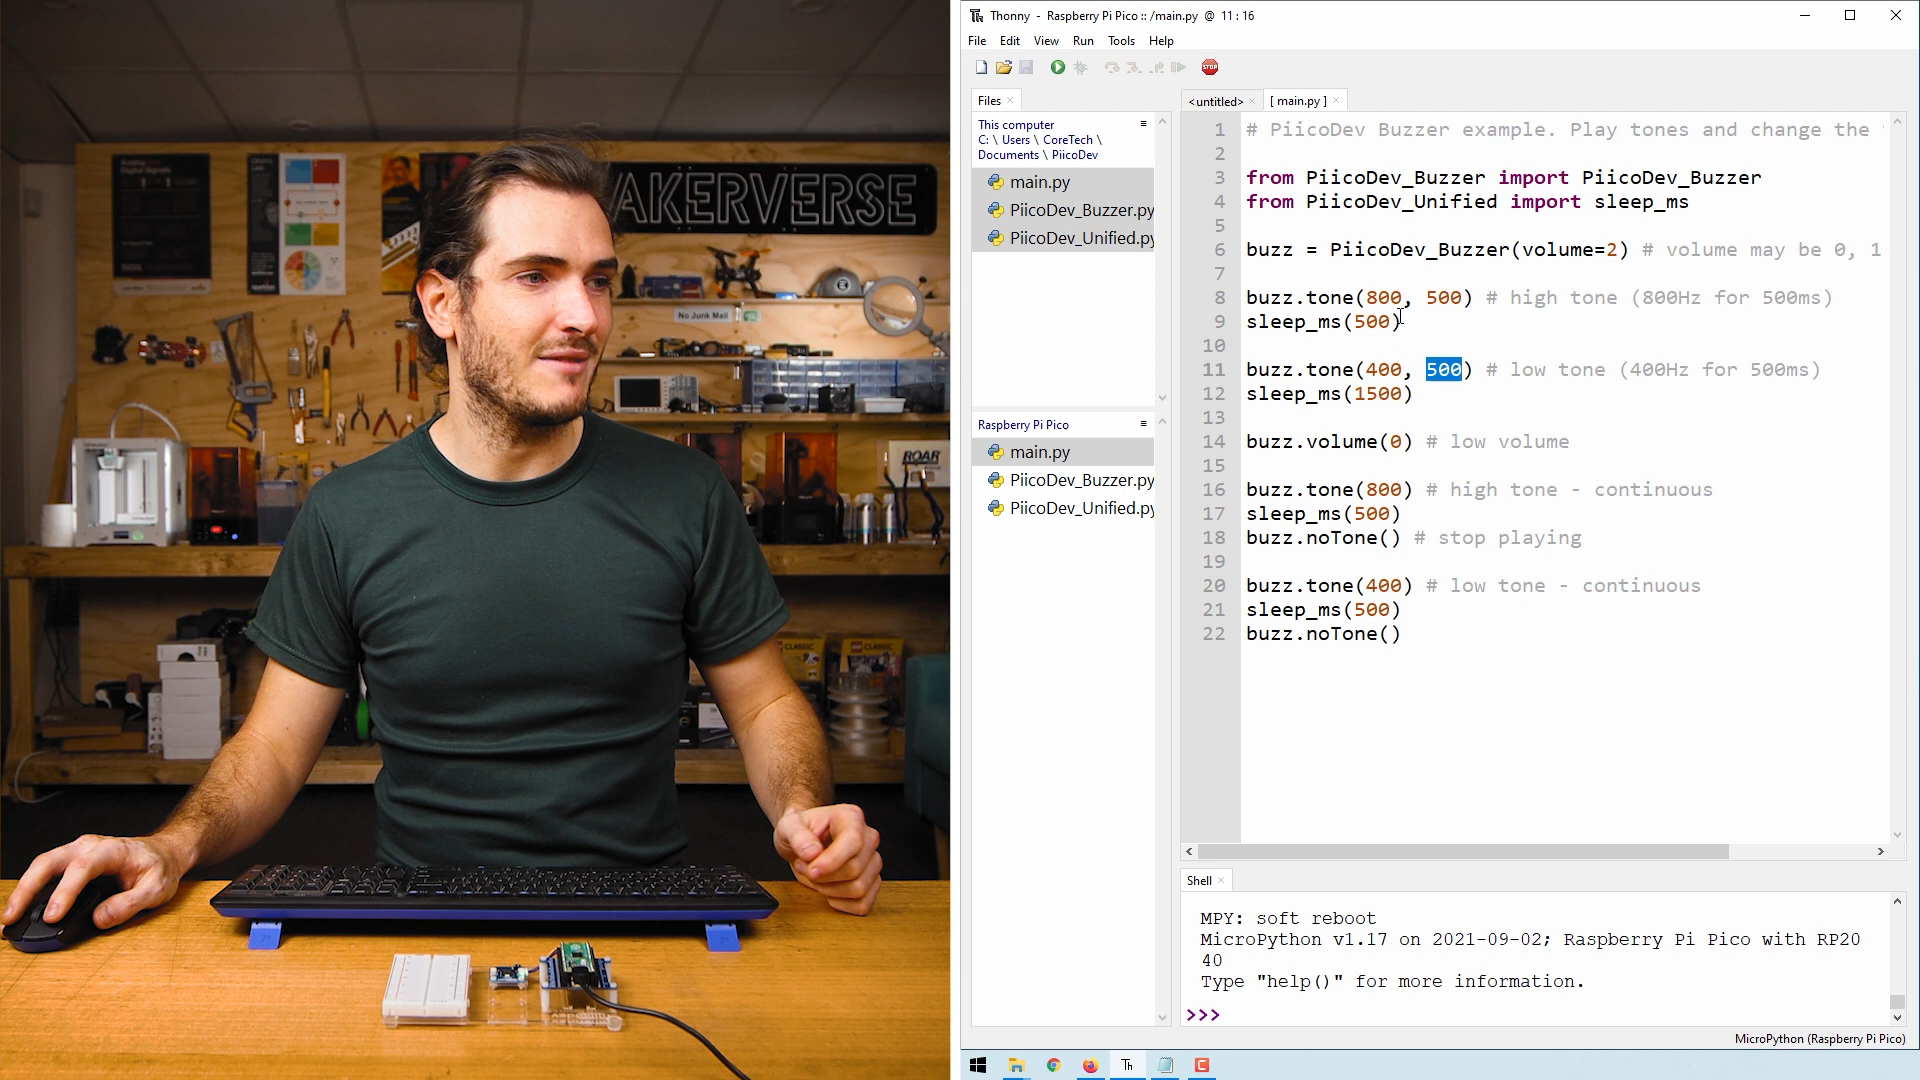 AKERVERSE
No Junk Mail
ROAR
CLASSIC
CLASSIC
Thonny - Raspberry Pi Pico :: /main.py @ 11 : 16
File Edit View Run Tools Help
STOP
Files
<untitled>
[ main.py ]
This computer
C: \ Users \ CoreTech \
Documents \ PiicoDev
main.py
PiicoDev_Buzzer.py
PiicoDev_Unified.py
Raspberry Pi Pico
main.py
PiicoDev_Buzzer.py
PiicoDev_Unified.py
1 # PiicoDev Buzzer example. Play tones and change the
2
3 from PiicoDev_Buzzer import PiicoDev_Buzzer
4 from PiicoDev_Unified import sleep_ms
5
6 buzz = PiicoDev_Buzzer(volume=2) # volume may be 0, 1
7
8 buzz.tone(800, 500) # high tone (800Hz for 500ms)
9 sleep_ms(500)
10
11 buzz.tone(400, 500) # low tone (400Hz for 500ms)
12 sleep_ms(1500)
13
14 buzz.volume(0) # low volume
15
16 buzz.tone(800) # high tone - continuous
17 sleep_ms(500)
18 buzz.noTone() # stop playing
19
20 buzz.tone(400) # low tone - continuous
21 sleep_ms(500)
22 buzz.noTone()
Shell
MPY: soft reboot
MicroPython v1.17 on 2021-09-02; Raspberry Pi Pico with RP20
40
Type "help()" for more information.
>>>
MicroPython (Raspberry Pi Pico)
Th